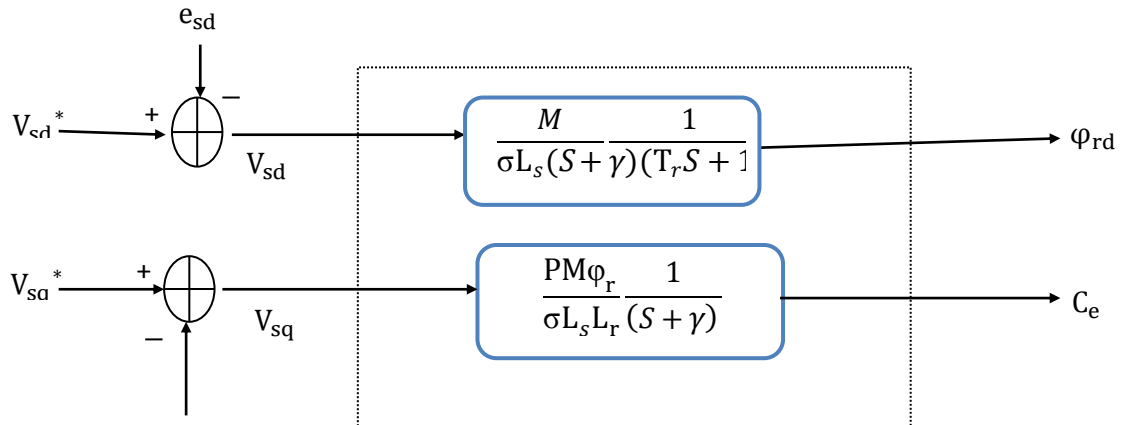 e_sd
−
V_sd* +
V_sd
M/(σL_s(S + γ)) 1/(T_rS + 1
φ_rd
V_sq* +
−
V_sq
PMφ_r/(σL_sL_r) 1/(S + γ)
C_e